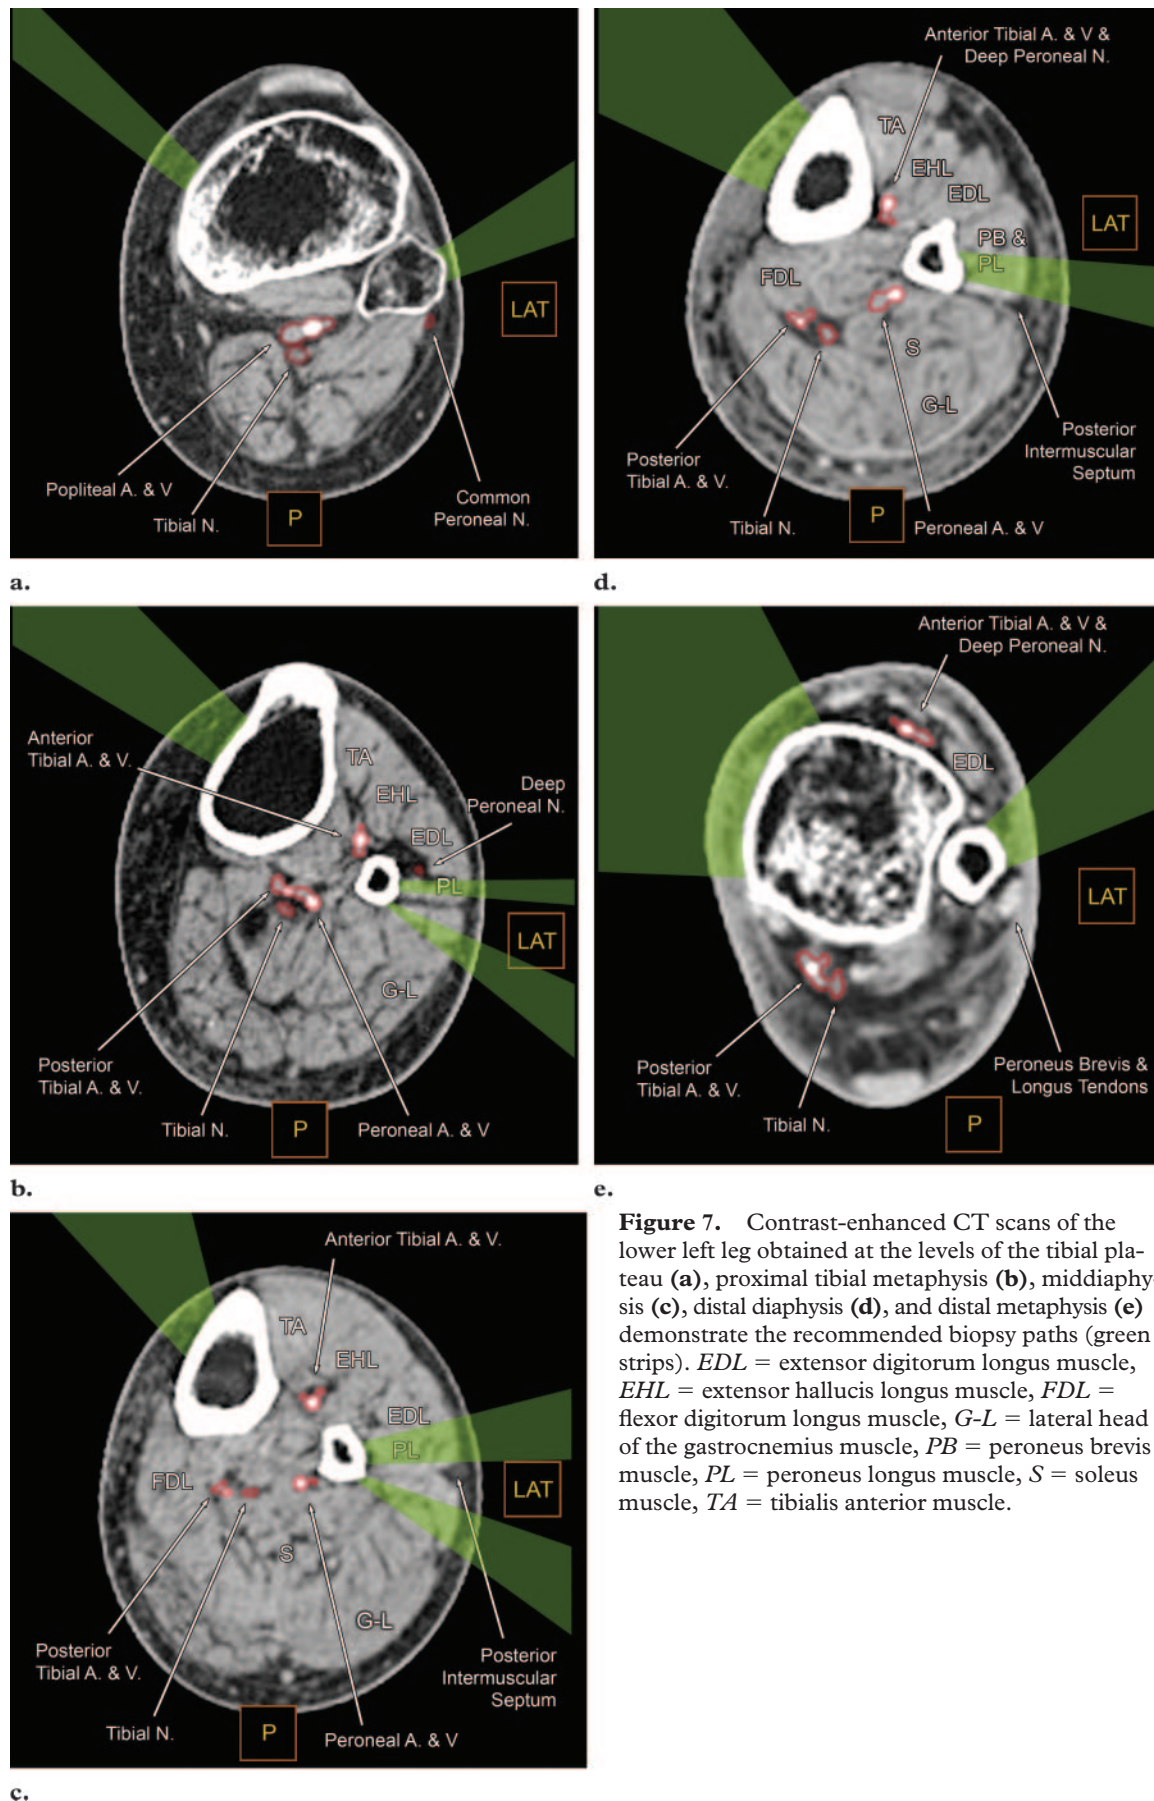 Popliteal A. & V
Tibial N.
P
Common
Peroneal N.
LAT
a.
Anterior Tibial A. & V &
Deep Peroneal N.
TA
EHL
EDL
LAT
PB &
PL
FDL
S
G-L
Posterior
Tibial A. & V.
Tibial N.
P
Peroneal A. & V
Posterior
Intermuscular
Septum
d.
Anterior
Tibial A. & V.
TA
EHL
Deep
Peroneal N.
EDL
PL
LAT
G-L
Posterior
Tibial A. & V.
Tibial N.
P
Peroneal A. & V
b.
Anterior Tibial A. & V &
Deep Peroneal N.
EDL
LAT
Posterior
Tibial A. & V.
Tibial N.
P
Peroneus Brevis &
Longus Tendons
e.
Anterior Tibial A. & V.
TA
EHL
EDL
PL
FDL
LAT
S
G-L
Posterior
Tibial A. & V.
Tibial N.
P
Peroneal A. & V
Posterior
Intermuscular
Septum
c.
Figure 7. Contrast-enhanced CT scans of the
lower left leg obtained at the levels of the tibial pla-
teau (a), proximal tibial metaphysis (b), middiaphy-
sis (c), distal diaphysis (d), and distal metaphysis (e)
demonstrate the recommended biopsy paths (green
strips). EDL = extensor digitorum longus muscle,
EHL = extensor hallucis longus muscle, FDL =
flexor digitorum longus muscle, G-L = lateral head
of the gastrocnemius muscle, PB = peroneus brevis
muscle, PL = peroneus longus muscle, S = soleus
muscle, TA = tibialis anterior muscle.